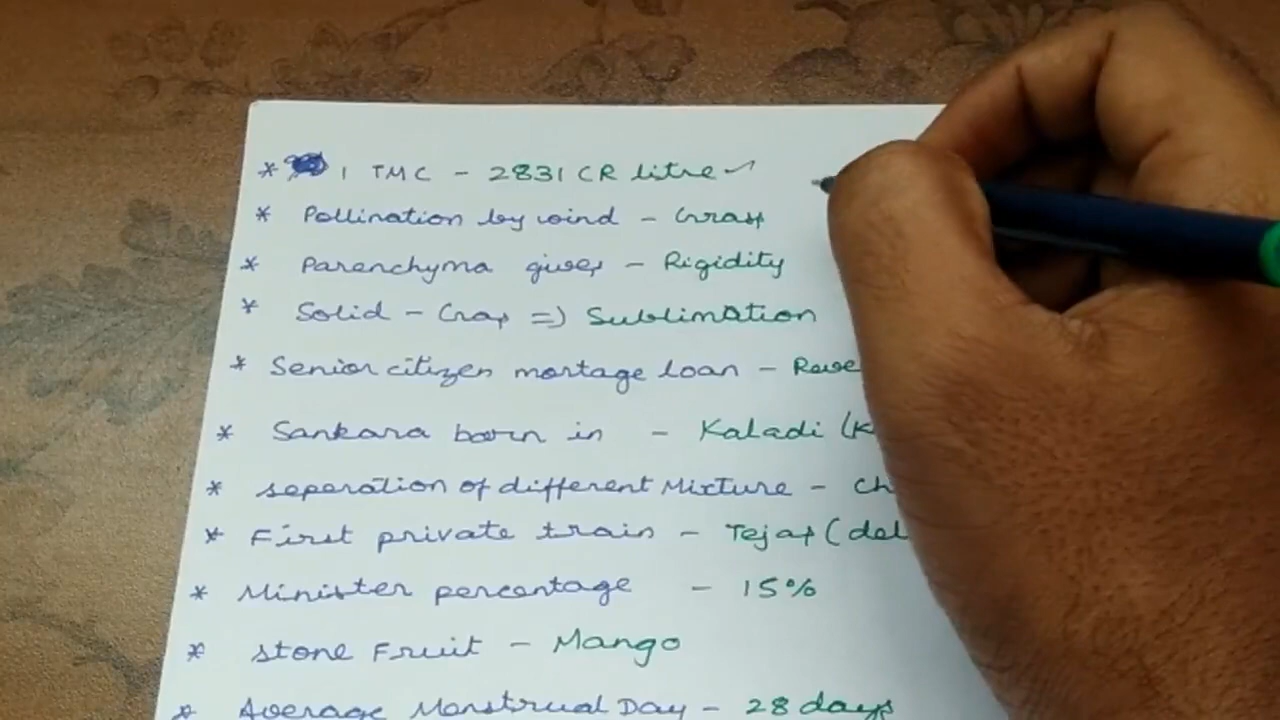 * 1 TMC - 2831 CR litre ✓
* Pollination by wind - Grass
* Parenchyma gives - Rigidity
* Solid - Gas => Sublimation
* Senior citizen mortage loan - Reve
* Sankara born in - Kaladi (K
* seperation of different Mixture - Ch
* First private train - Tejas (del
* Minister percentage - 15%
* stone Fruit - Mango
* Average Menstrual Day - 28 days